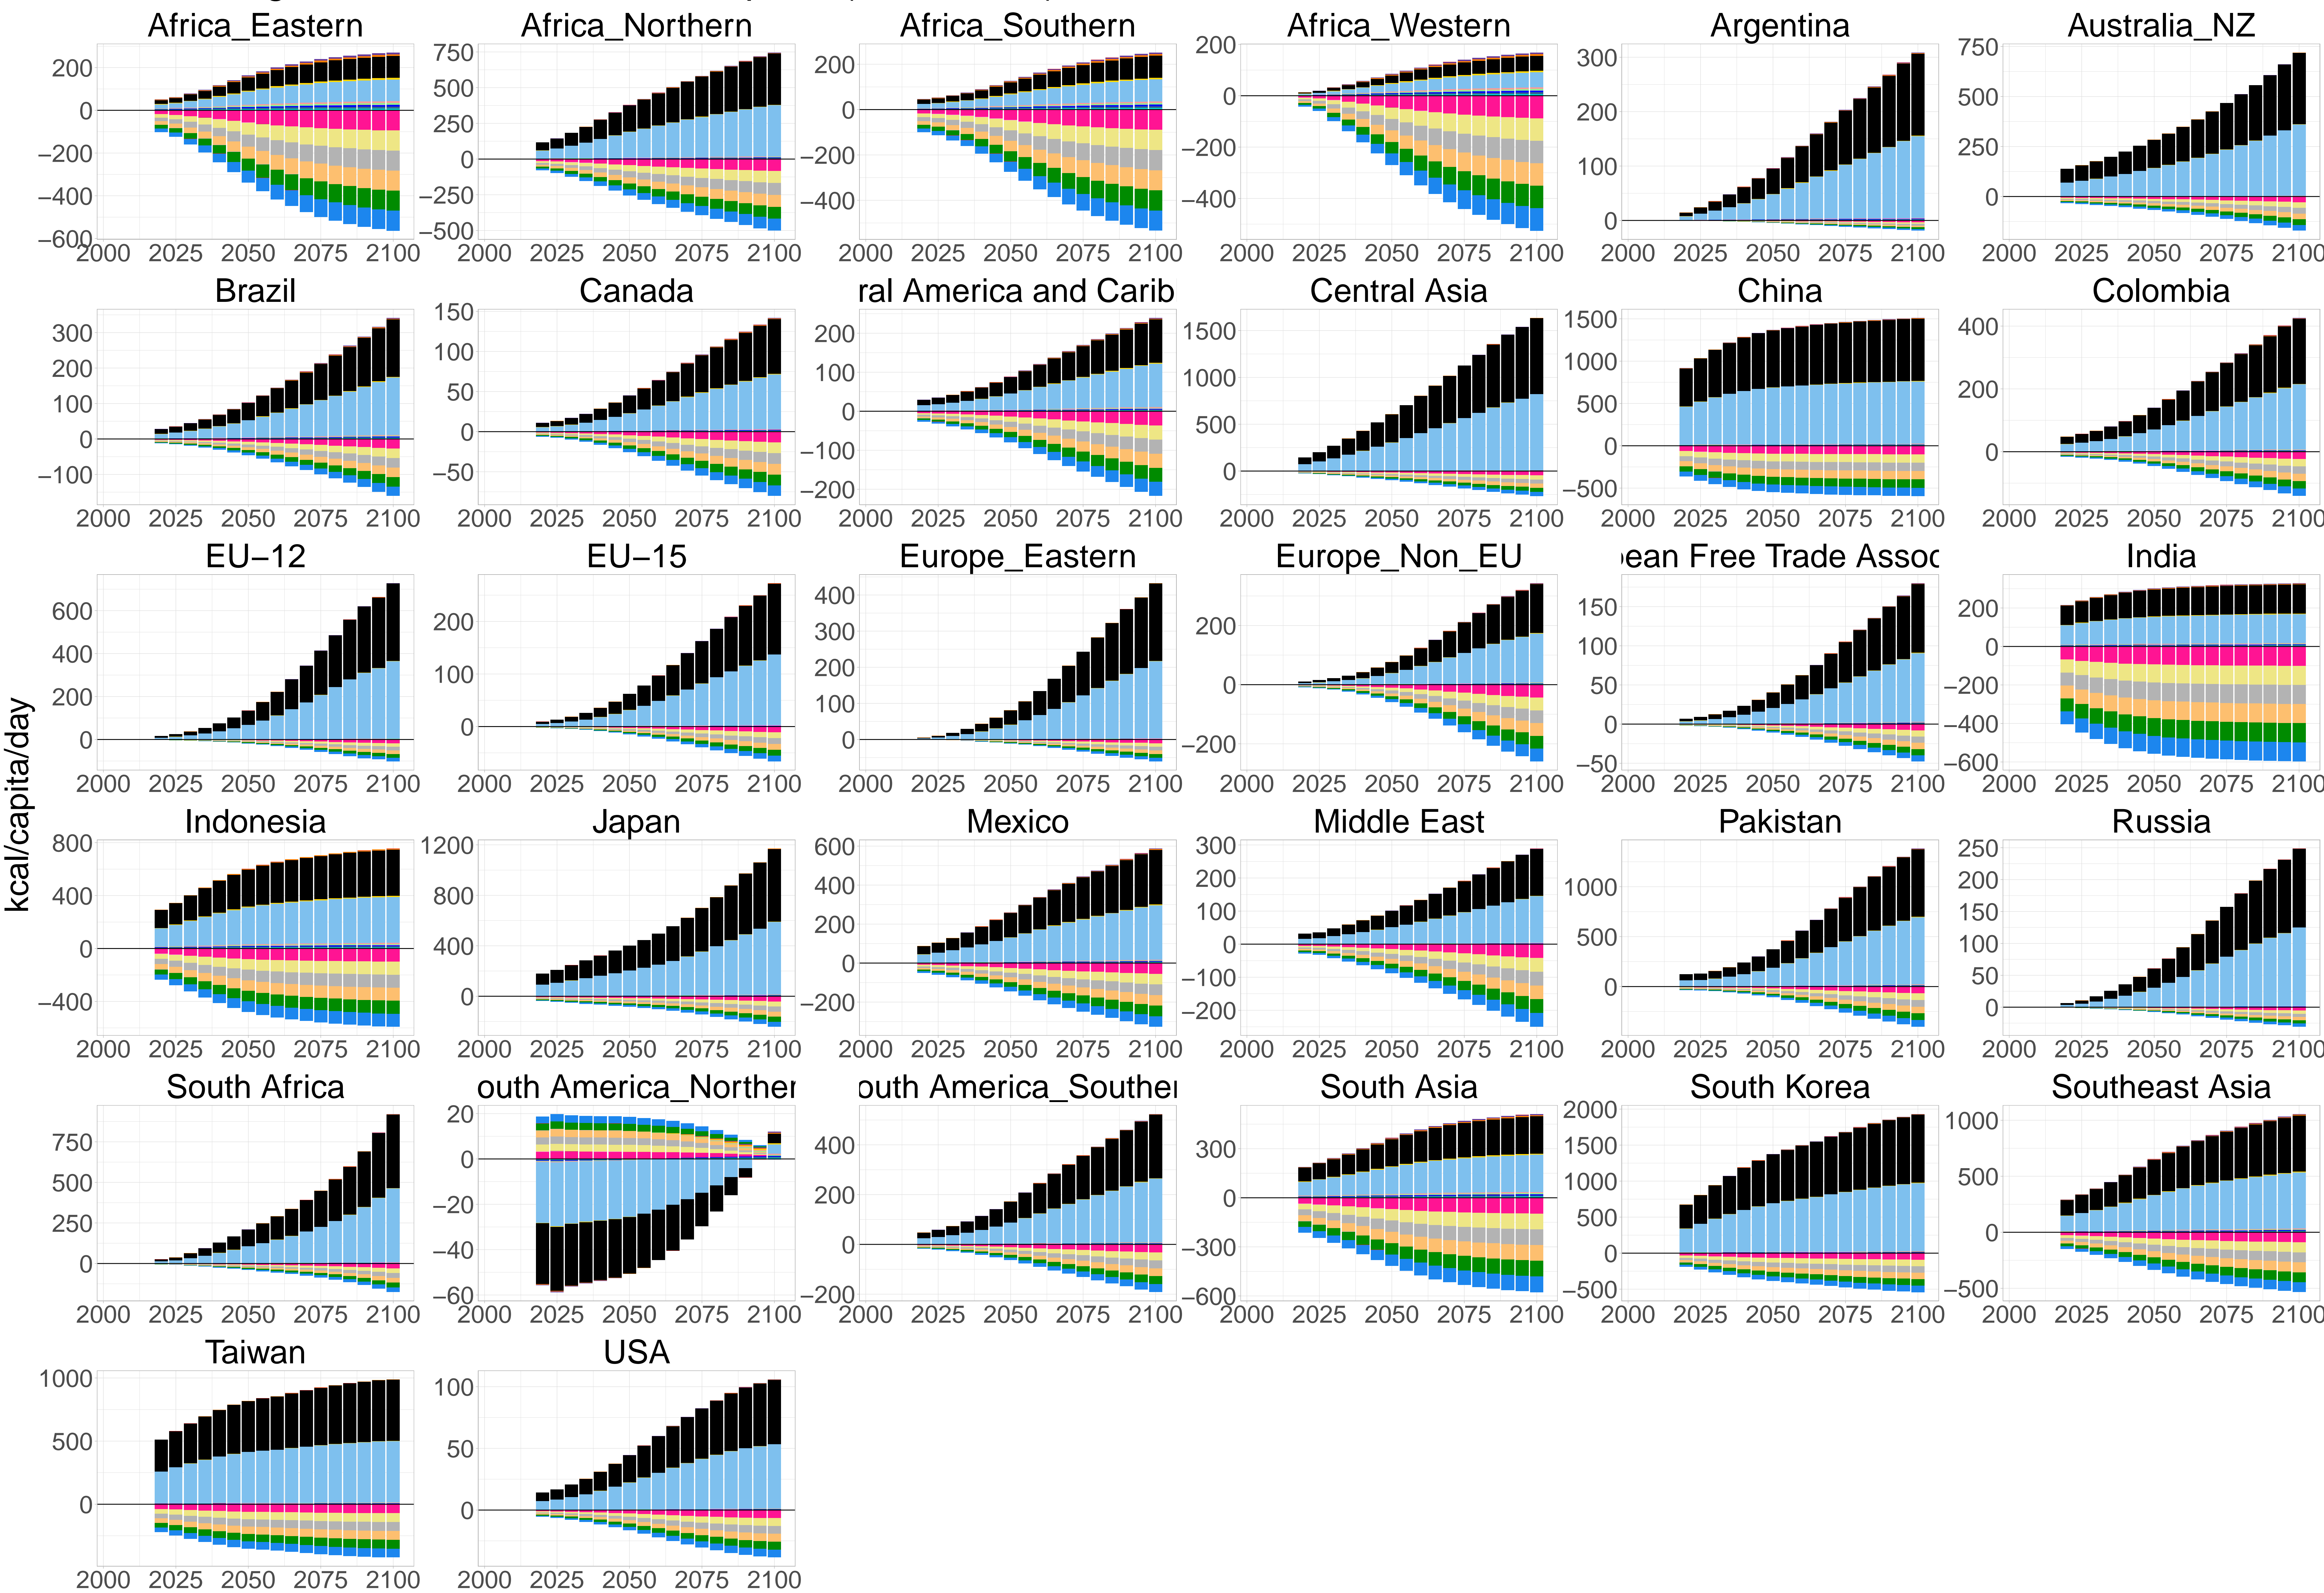 Africa_Eastern Africa_Northern Africa_Southern Africa_Western Argentina Australia_NZ
200 0 −200 −400 −600
750 500 250 0 −250 −500
200 0 −200 −400
200 0 −200 −400
300 200 100 0
750 500 250 0
2000 2025 2050 2075 2100 2000 2025 2050 2075 2100 2000 2025 2050 2075 2100 2000 2025 2050 2075 2100 2000 2025 2050 2075 2100 2000 2025 2050 2075 2100
Brazil Canada ral America and Carib Central Asia China Colombia
300 200 100 0 −100
150 100 50 0 −50
200 100 0 −100 −200
1500 1000 500 0
1500 1000 500 0 −500
400 200 0
2000 2025 2050 2075 2100 2000 2025 2050 2075 2100 2000 2025 2050 2075 2100 2000 2025 2050 2075 2100 2000 2025 2050 2075 2100 2000 2025 2050 2075 2100
kcal/capita/day
EU−12 EU−15 Europe_Eastern Europe_Non_EU pean Free Trade Assoc India
600 400 200 0
200 100 0
400 300 200 100 0
200 0 −200
150 100 50 0 −50
200 0 −200 −400 −600
2000 2025 2050 2075 2100 2000 2025 2050 2075 2100 2000 2025 2050 2075 2100 2000 2025 2050 2075 2100 2000 2025 2050 2075 2100 2000 2025 2050 2075 2100
Indonesia Japan Mexico Middle East Pakistan Russia
800 400 0 −400
1200 800 400 0
600 400 200 0 −200
300 200 100 0 −100 −200
1000 500 0
250 200 150 100 50 0
2000 2025 2050 2075 2100 2000 2025 2050 2075 2100 2000 2025 2050 2075 2100 2000 2025 2050 2075 2100 2000 2025 2050 2075 2100 2000 2025 2050 2075 2100
South Africa outh America_Norther outh America_Souther South Asia South Korea Southeast Asia
750 500 250 0
20 0 −20 −40 −60
400 200 0 −200
300 0 −300 −600
2000 1500 1000 500 0 −500
1000 500 0 −500
2000 2025 2050 2075 2100 2000 2025 2050 2075 2100 2000 2025 2050 2075 2100 2000 2025 2050 2075 2100 2000 2025 2050 2075 2100 2000 2025 2050 2075 2100
Taiwan USA
1000 500 0
100 50 0
2000 2025 2050 2075 2100 2000 2025 2050 2075 2100